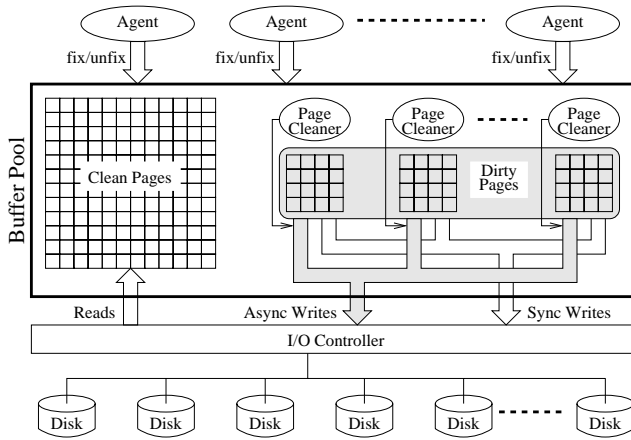 Agent
Agent
Agent
fix/unfix
fix/unfix
fix/unfix
Buffer Pool
Clean Pages
Page
Cleaner
Page
Cleaner
Page
Cleaner
Dirty
Pages
Reads
Async Writes
Sync Writes
I/O Controller
Disk
Disk
Disk
Disk
Disk
Disk